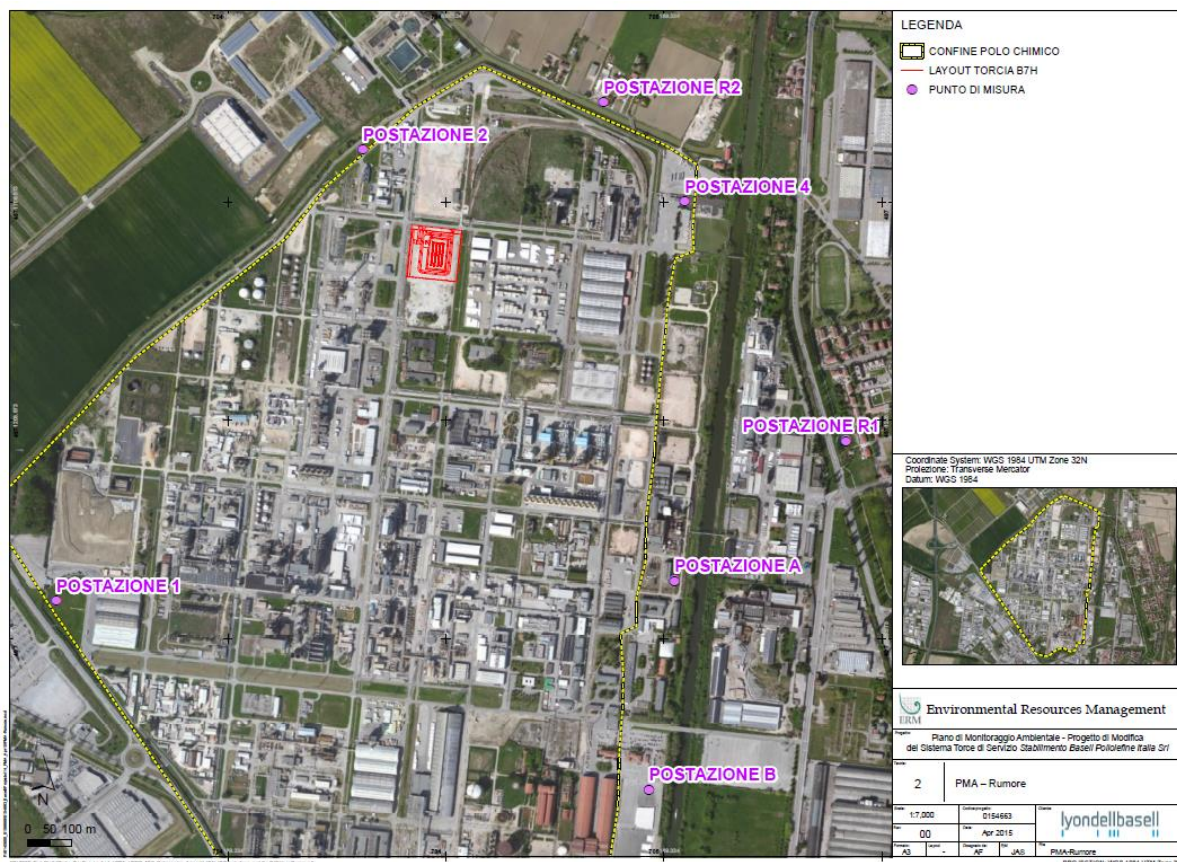 POSTAZIONE R2
POSTAZIONE 2
POSTAZIONE 4
POSTAZIONE R1
POSTAZIONE A
POSTAZIONE 1
POSTAZIONE B
N
0 50 100 m
LEGENDA
CONFINE POLO CHIMICO
LAYOUT TORCIA B7H
PUNTO DI MISURA
Coordinate System: WGS 1984 UTM Zone 32N
Proiezione: Transverse Mercator
Datum: WGS 1984
ERM
Environmental Resources Management
Piano di Monitoraggio Ambientale - Progetto di Modifica
del Sistema Torce di Servizio Stabilimento Basell Poliolefine Italia Srl
2 PMA – Rumore
1:7,000 0154663
00 Apr 2015
lyondellbasell
A3 - AF JAS PMA-Rumore